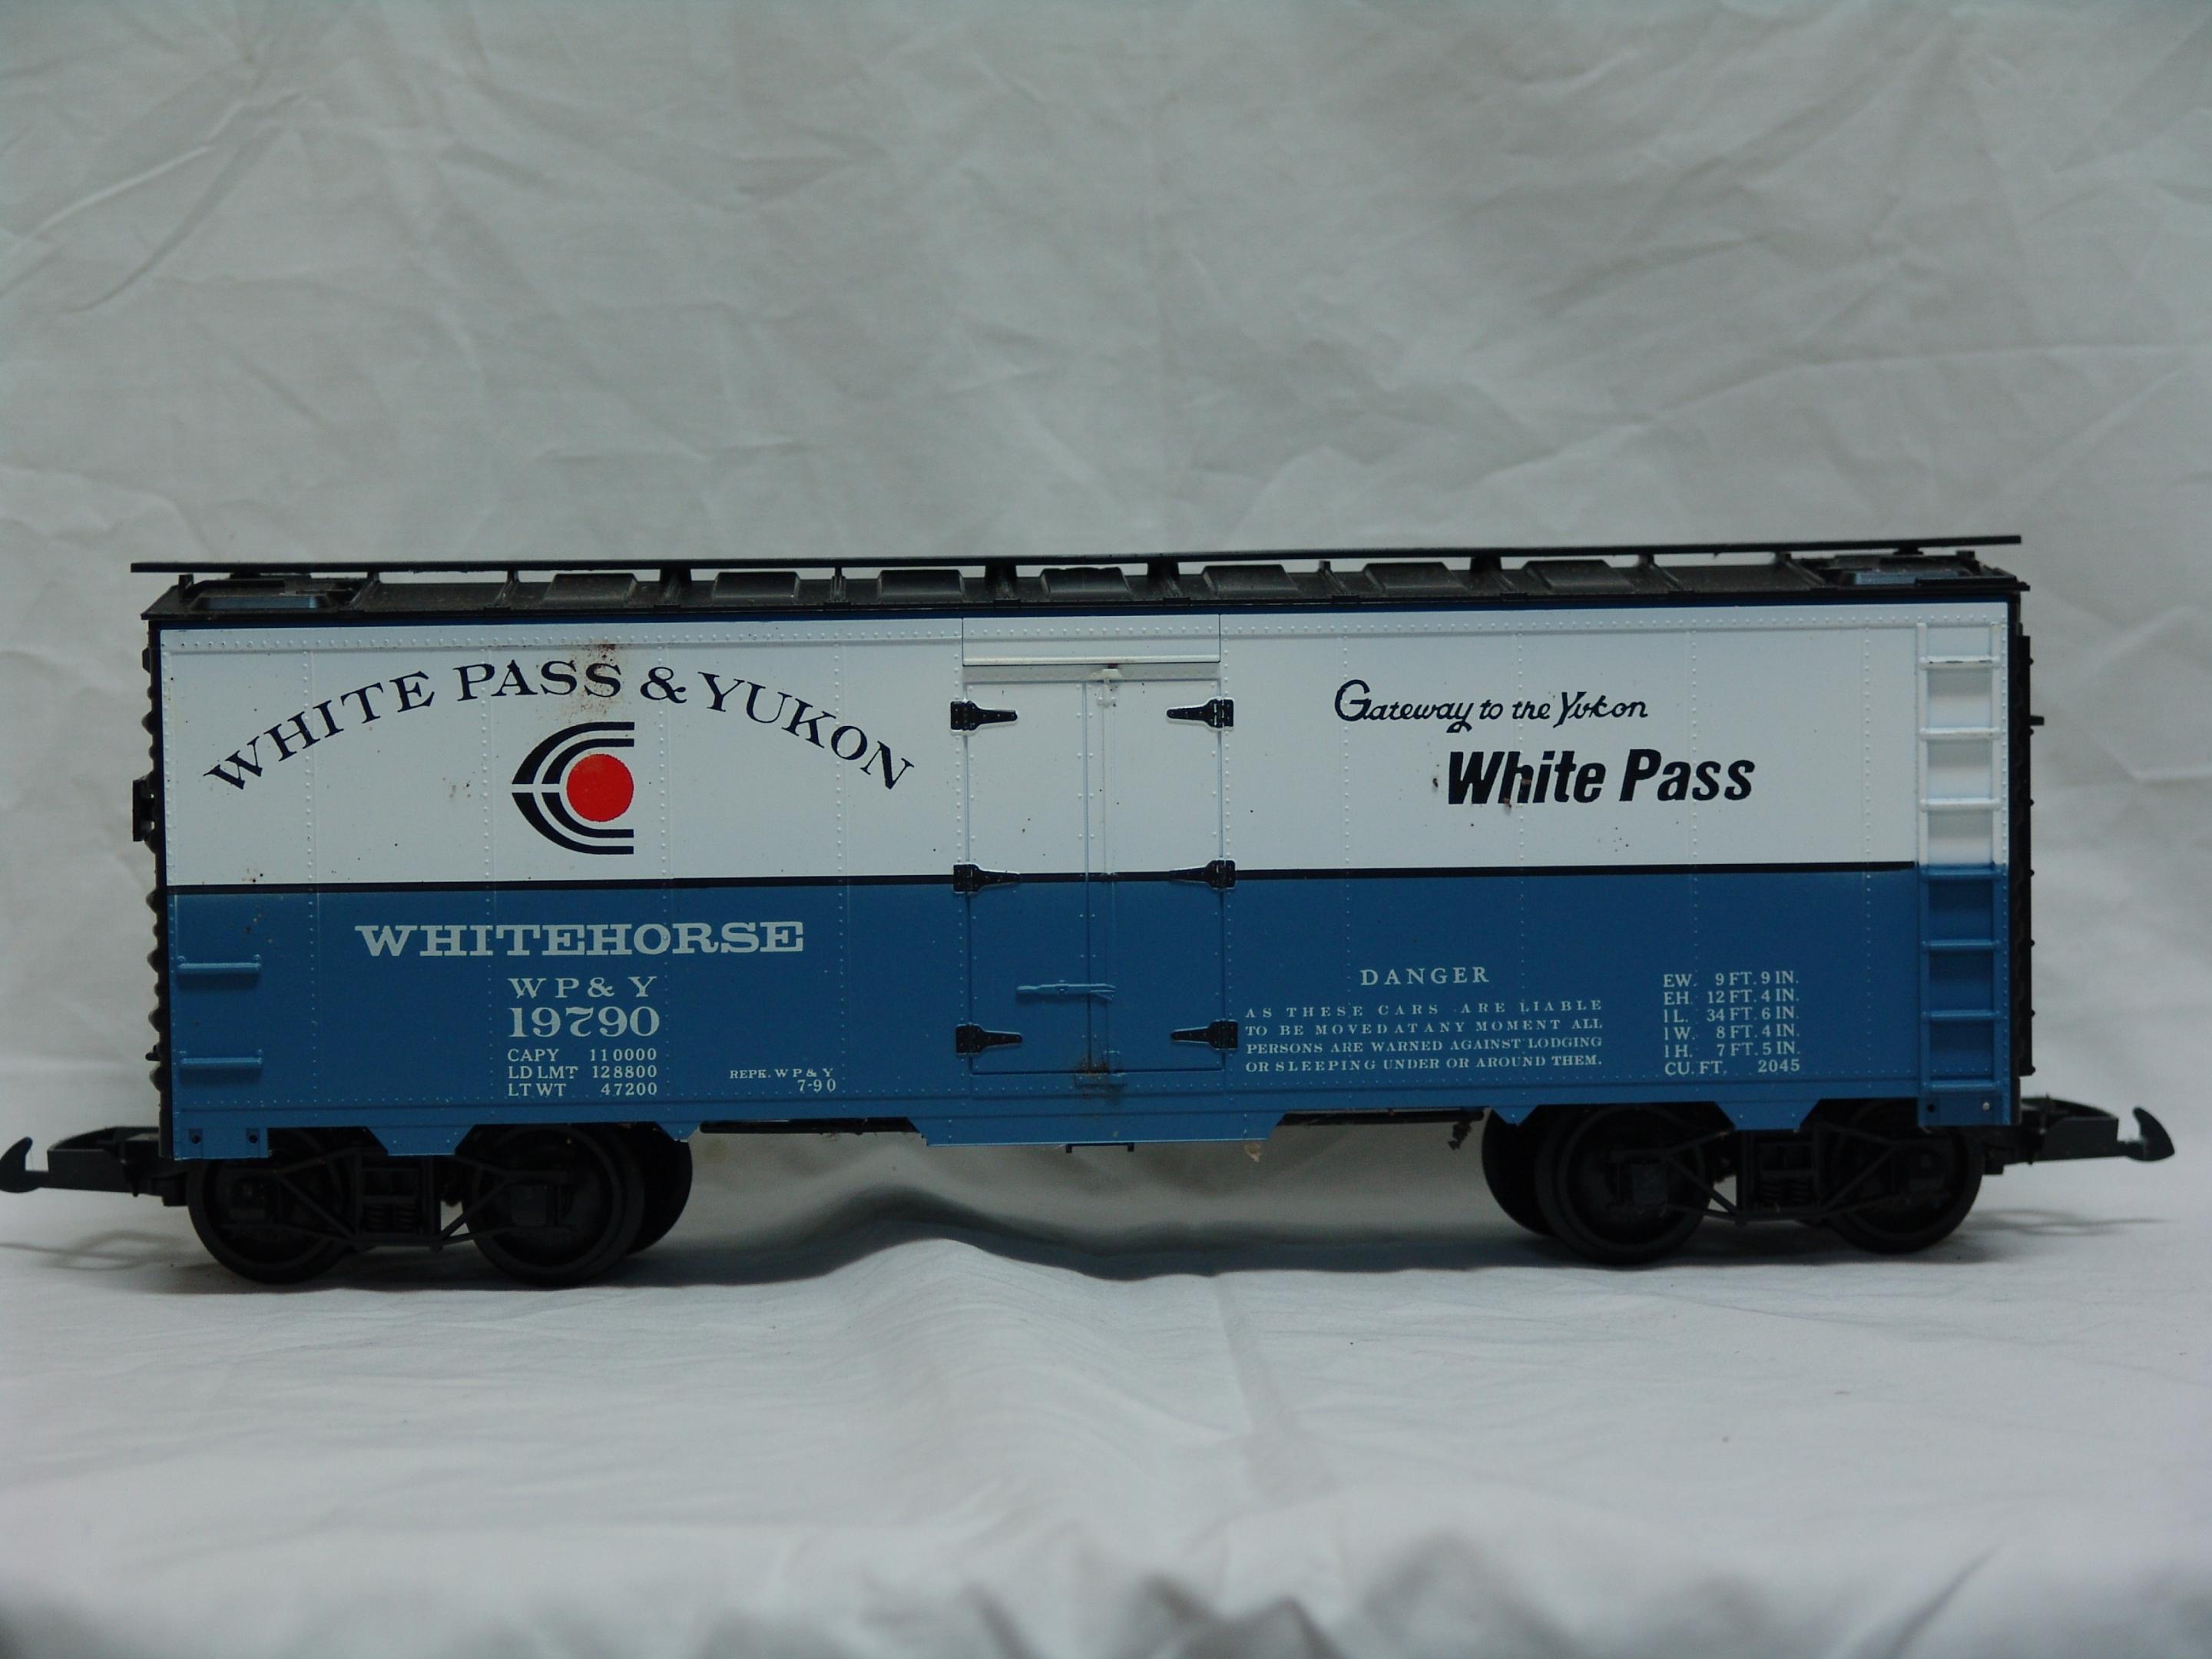 WHITE PASS & YUKON
Gateway to the Yukon
White Pass
WHITEHORSE
WP&Y
19790
CAPY 110000
LD LMT 128800
LT WT 47200
REPK. WP&Y
7-90
DANGER
AS THESE CARS ARE LIABLE
TO BE MOVED AT ANY MOMENT ALL
PERSONS ARE WARNED AGAINST LODGING
OR SLEEPING UNDER OR AROUND THEM.
EW. 9 FT. 9 IN.
EH. 12 FT. 4 IN.
IL. 34 FT. 6 IN.
IW. 8 FT. 4 IN.
IH. 7 FT. 5 IN.
CU. FT. 2045